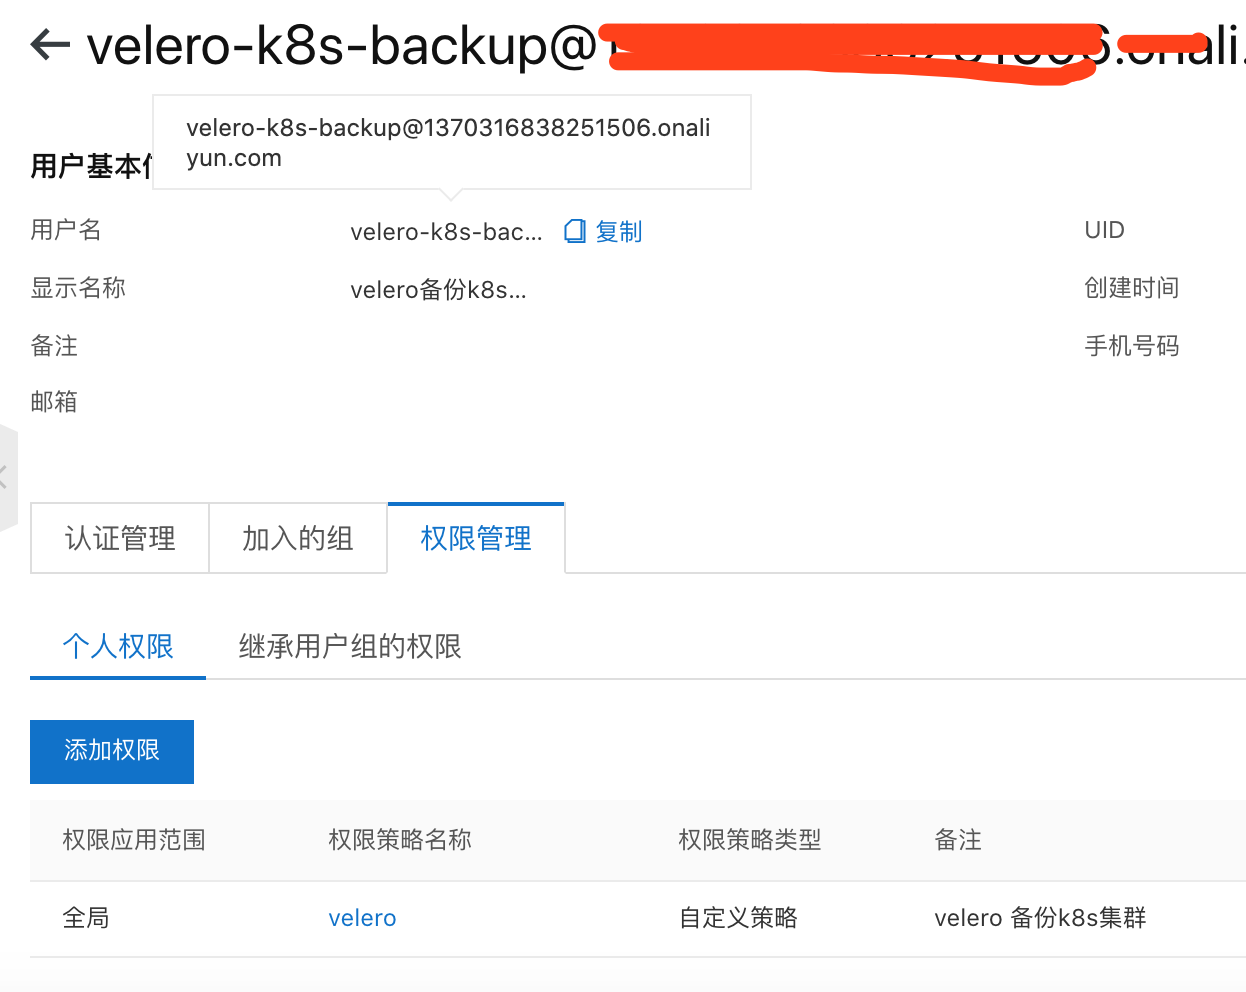 velero-k8s-backup@
velero-k8s-backup@1370316838251506.onali
yun.com
用户基本
用户名 velero-k8s-bac... 复制 UID
显示名称 velero备份k8s... 创建时间
备注 手机号码
邮箱
认证管理 加入的组 权限管理
个人权限 继承用户组的权限
添加权限
权限应用范围 权限策略名称 权限策略类型 备注
全局 velero 自定义策略 velero 备份k8s集群